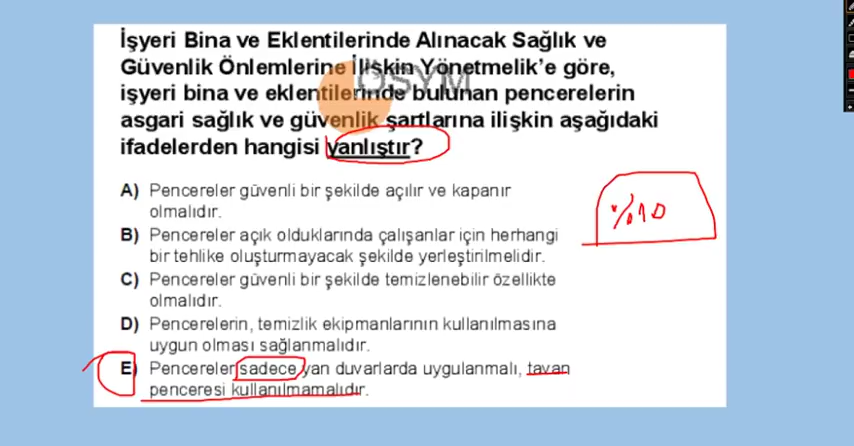 İşyeri Bina ve Eklentilerinde Alınacak Sağlık ve
Güvenlik Önlemlerine İlişkin Yönetmelik’e göre,
işyeri bina ve eklentilerinde bulunan pencerelerin
asgari sağlık ve güvenlik şartlarına ilişkin aşağıdaki
ifadelerden hangisi yanlıştır?
ÖSYM
A) Pencereler güvenli bir şekilde açılır ve kapanır
olmalıdır.
B) Pencereler açık olduklarında çalışanlar için herhangi
bir tehlike oluşturmayacak şekilde yerleştirilmelidir.
C) Pencereler güvenli bir şekilde temizlenebilir özellikte
olmalıdır.
D) Pencerelerin, temizlik ekipmanlarının kullanılmasına
uygun olması sağlanmalıdır.
E) Pencereler sadece yan duvarlarda uygulanmalı, tavan
penceresi kullanılmamalıdır.
%10